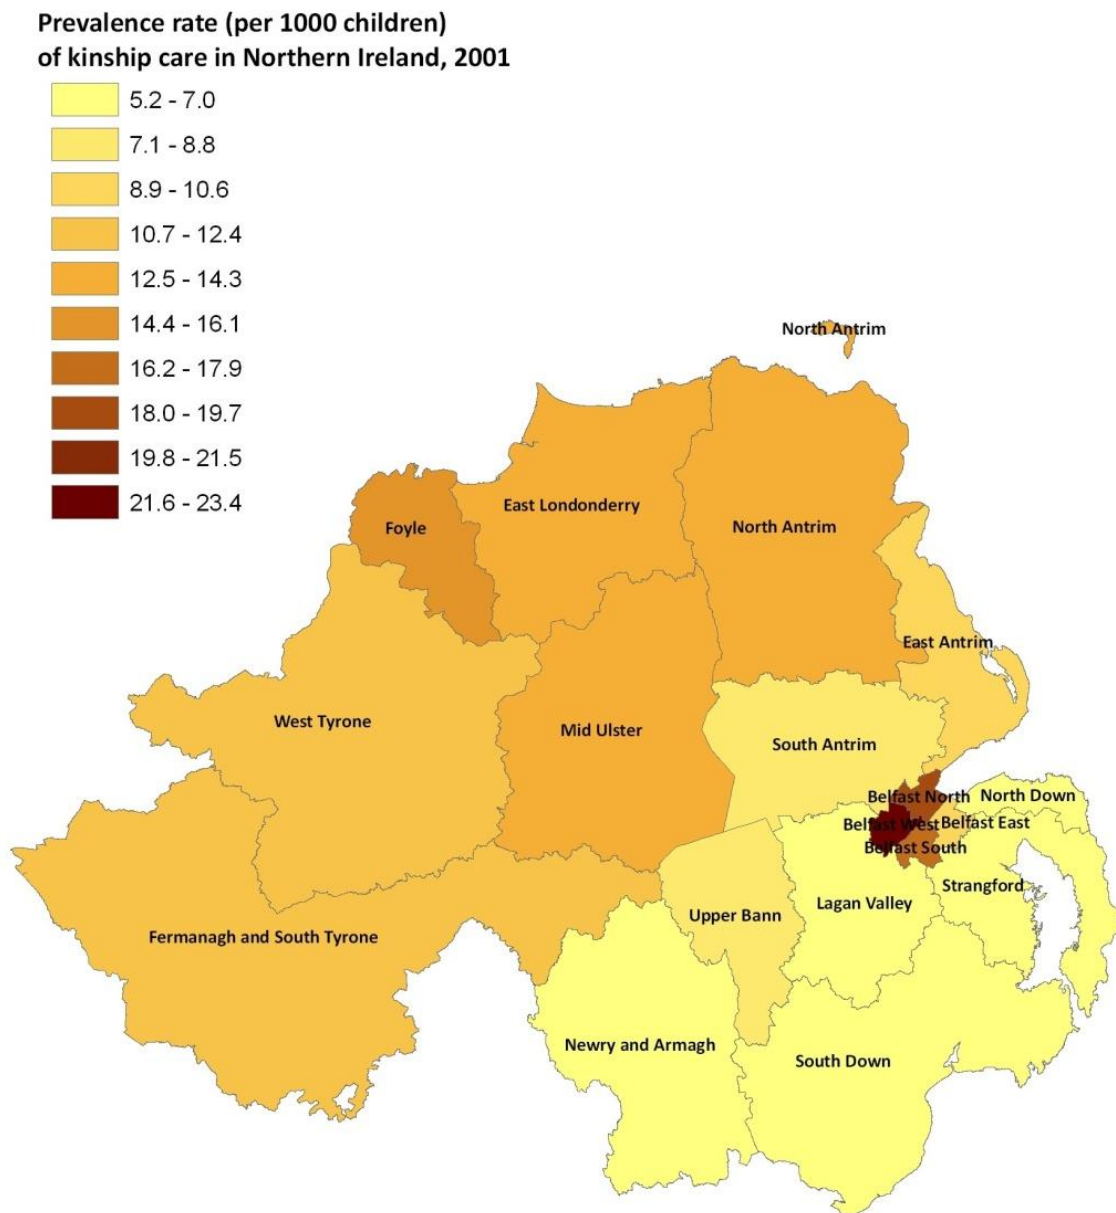 Prevalence rate (per 1000 children)
of kinship care in Northern Ireland, 2001
5.2 - 7.0
7.1 - 8.8
8.9 - 10.6
10.7 - 12.4
12.5 - 14.3
14.4 - 16.1
16.2 - 17.9
18.0 - 19.7
19.8 - 21.5
21.6 - 23.4
North Antrim
East Londonderry
Foyle
North Antrim
East Antrim
West Tyrone
Mid Ulster
South Antrim
Belfast North
North Down
Belfast West
Belfast East
Belfast South
Strangford
Lagan Valley
Upper Bann
Fermanagh and South Tyrone
Newry and Armagh
South Down